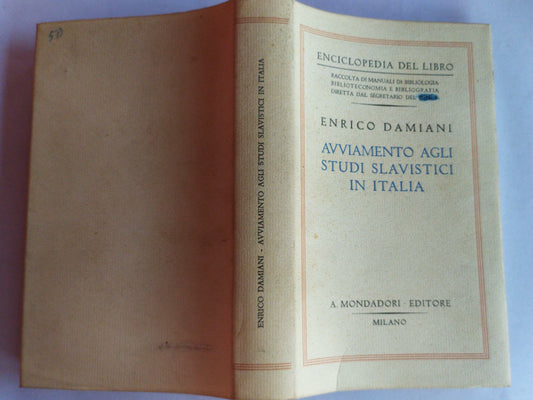 ENCICLOPEDIA DEL LIBRO
RACCOLTA DI MANUALI DI BIBLIOLOGIA
BIBLIOTECONOMIA E BIBLIOGRAFIA
DIRETTA DAL SEGRETARIO DEL
ENRICO DAMIANI
AVVIAMENTO AGLI
STUDI SLAVISTICI
IN ITALIA
A. MONDADORI · EDITORE
MILANO
ENRICO DAMIANI - AVVIAMENTO AGLI STUDI SLAVISTICI IN ITALIA